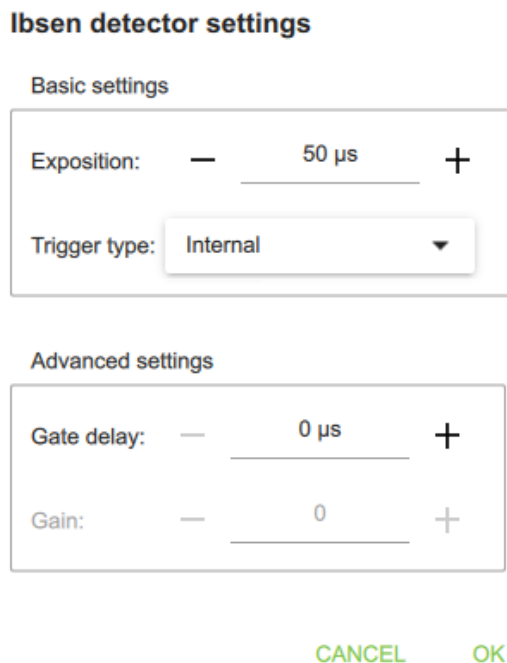 Ibsen detector settings
Basic settings
Exposition: − 50 µs +
Trigger type: Internal
Advanced settings
Gate delay: − 0 µs +
Gain: − 0 +
CANCEL OK